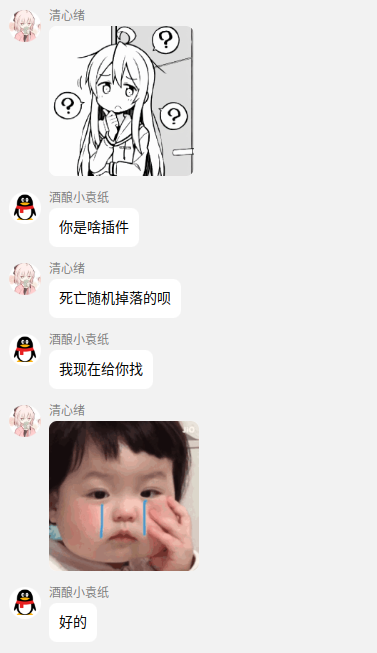 清心绪
?
?
?
酒酿小袁纸
你是啥插件
清心绪
死亡随机掉落的呗
酒酿小袁纸
我现在给你找
清心绪
酒酿小袁纸
好的